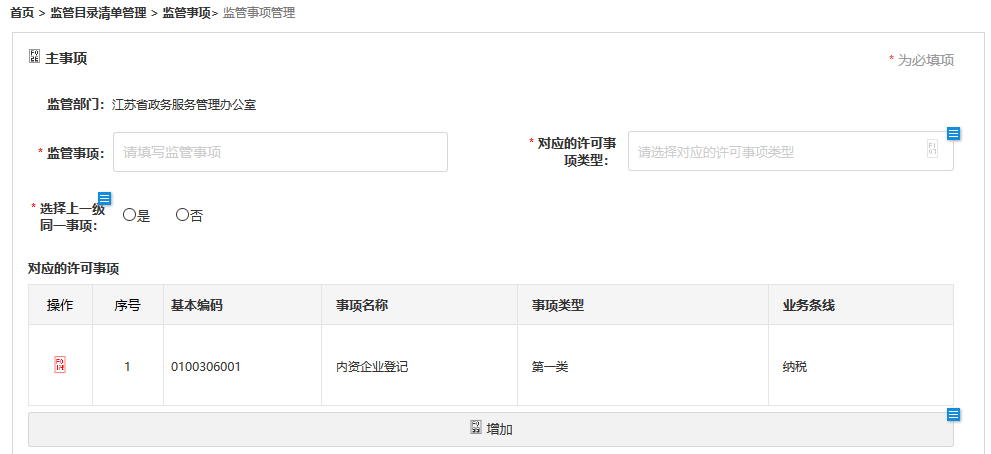 首页 > 监管目录清单管理 > 监管事项> 监管事项管理
主事项
* 为必填项
监管部门: 江苏省政务服务管理办公室
* 监管事项: 请填写监管事项
* 对应的许可事项类型: 请选择对应的许可事项类型
* 选择上一级同一事项: 是 否
对应的许可事项
操作 序号 基本编码 事项名称 事项类型 业务条线
1 0100306001 内资企业登记 第一类 纳税
增加